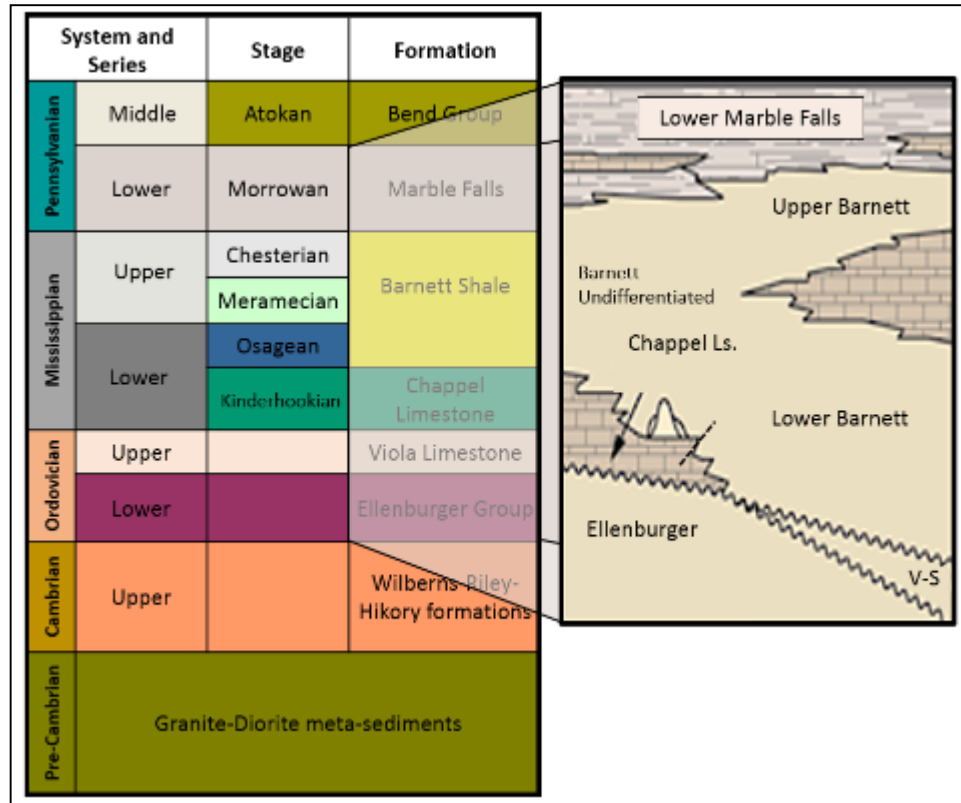 System and
Series
Stage
Formation
Pennsylvanian
Middle
Atokan
Bend Group
Lower
Morrowan
Marble Falls
Mississippian
Upper
Chesterian
Meramecian
Barnett Shale
Lower
Osagean
Kinderhookian
Chappel
Limestone
Ordovician
Upper
Viola Limestone
Lower
Ellenburger Group
Cambrian
Upper
Wilberns-Riley-
Hikory formations
Pre-Cambrian
Granite-Diorite meta-sediments
Lower Marble Falls
Upper Barnett
Barnett
Undifferentiated
Chappel Ls.
Lower Barnett
Ellenburger
V-S